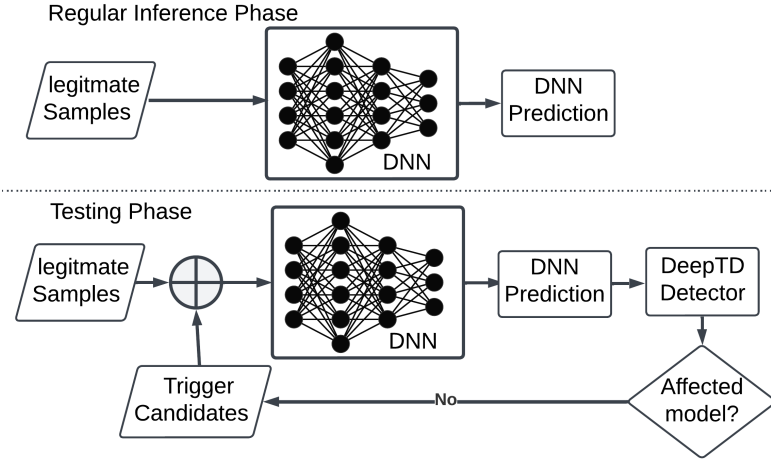 Regular Inference Phase
legitmate
Samples
DNN
DNN
Prediction
Testing Phase
legitmate
Samples
DNN
DNN
Prediction
DeepTD
Detector
Trigger
Candidates
No
Affected
model?